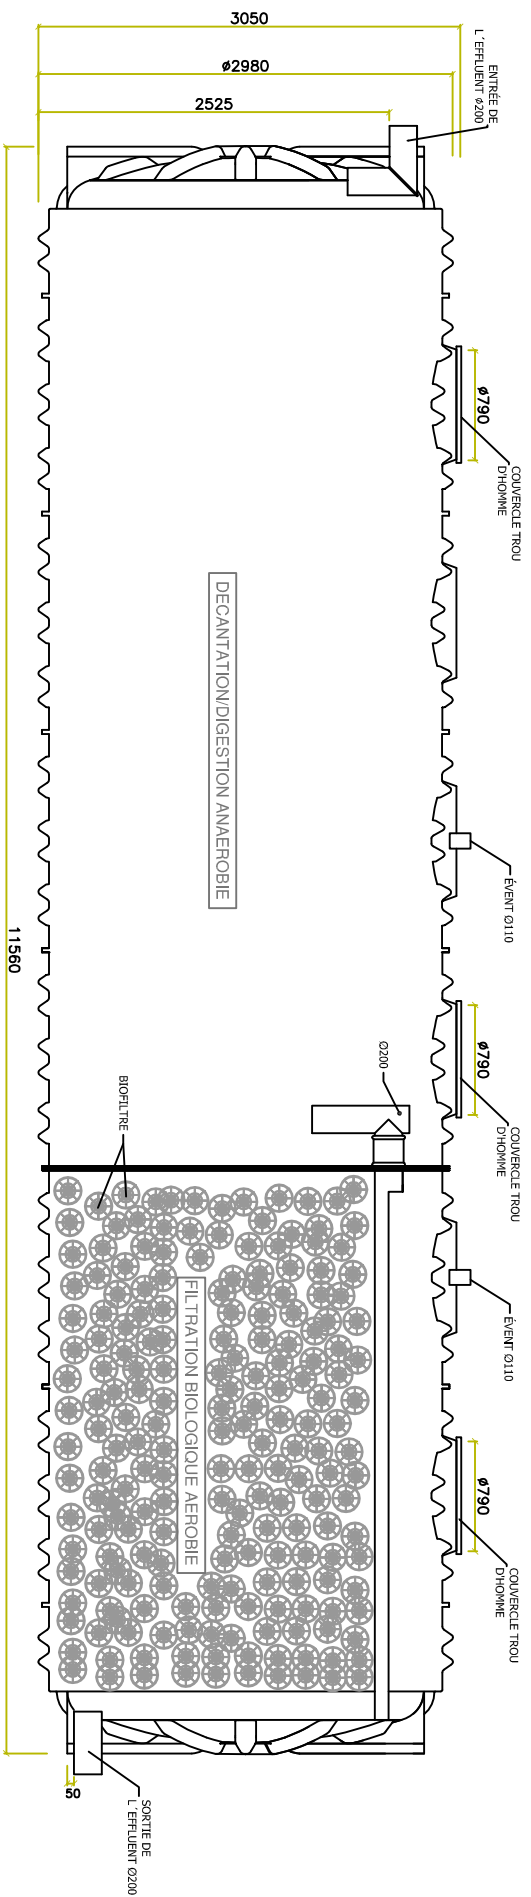 3050
ø2980
2525
ENTRÉE DE
L´EFFLUENT Ø200
ø790
COUVERCLE TROU
D'HOMME
DECANTATION/DIGESTION ANAEROBIE
ÉVENT Ø110
11560
ø790
COUVERCLE TROU
D'HOMME
Ø200
BIOFILTRE
ÉVENT Ø110
FILTRATION BIOLOGIQUE AEROBIE
ø790
COUVERCLE TROU
D'HOMME
50
SORTIE DE
L´EFFLUENT Ø200